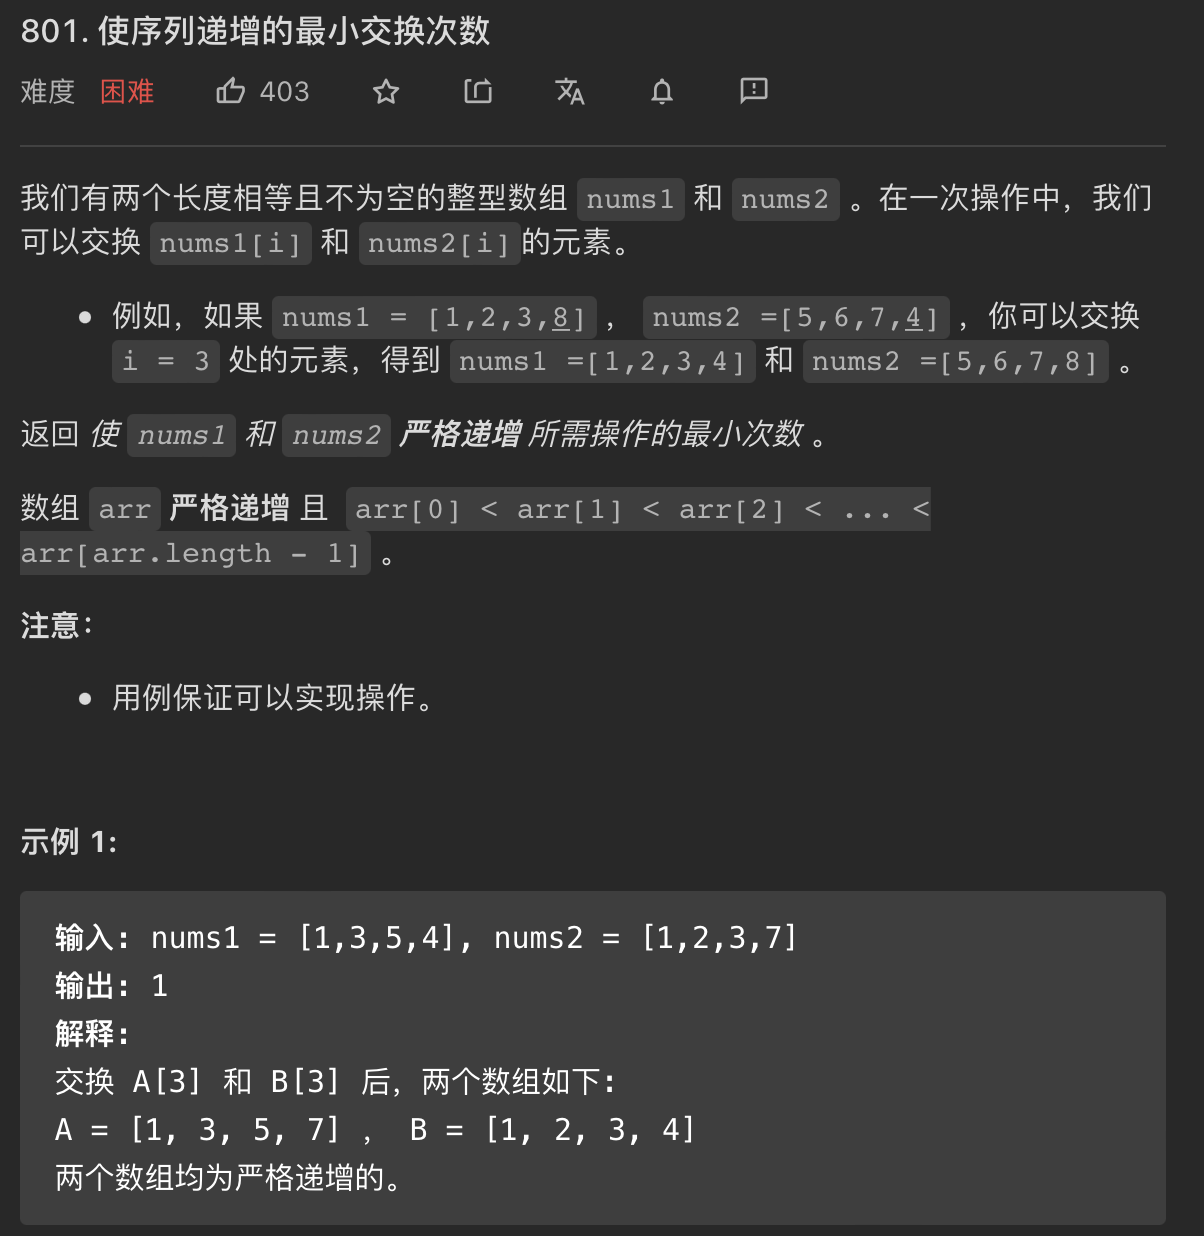 801. 使序列递增的最小交换次数
难度 困难 403
我们有两个长度相等且不为空的整型数组 nums1 和 nums2 。在一次操作中，我们
可以交换 nums1[i] 和 nums2[i]的元素。
例如，如果 nums1 = [1,2,3,8] ， nums2 =[5,6,7,4] ，你可以交换
i = 3 处的元素，得到 nums1 =[1,2,3,4] 和 nums2 =[5,6,7,8] 。
返回 使 nums1 和 nums2 严格递增 所需操作的最小次数 。
数组 arr 严格递增 且 arr[0] < arr[1] < arr[2] < ... <
arr[arr.length - 1] 。
注意：
用例保证可以实现操作。
示例 1:
输入: nums1 = [1,3,5,4], nums2 = [1,2,3,7]
输出: 1
解释:
交换 A[3] 和 B[3] 后，两个数组如下:
A = [1, 3, 5, 7] ， B = [1, 2, 3, 4]
两个数组均为严格递增的。